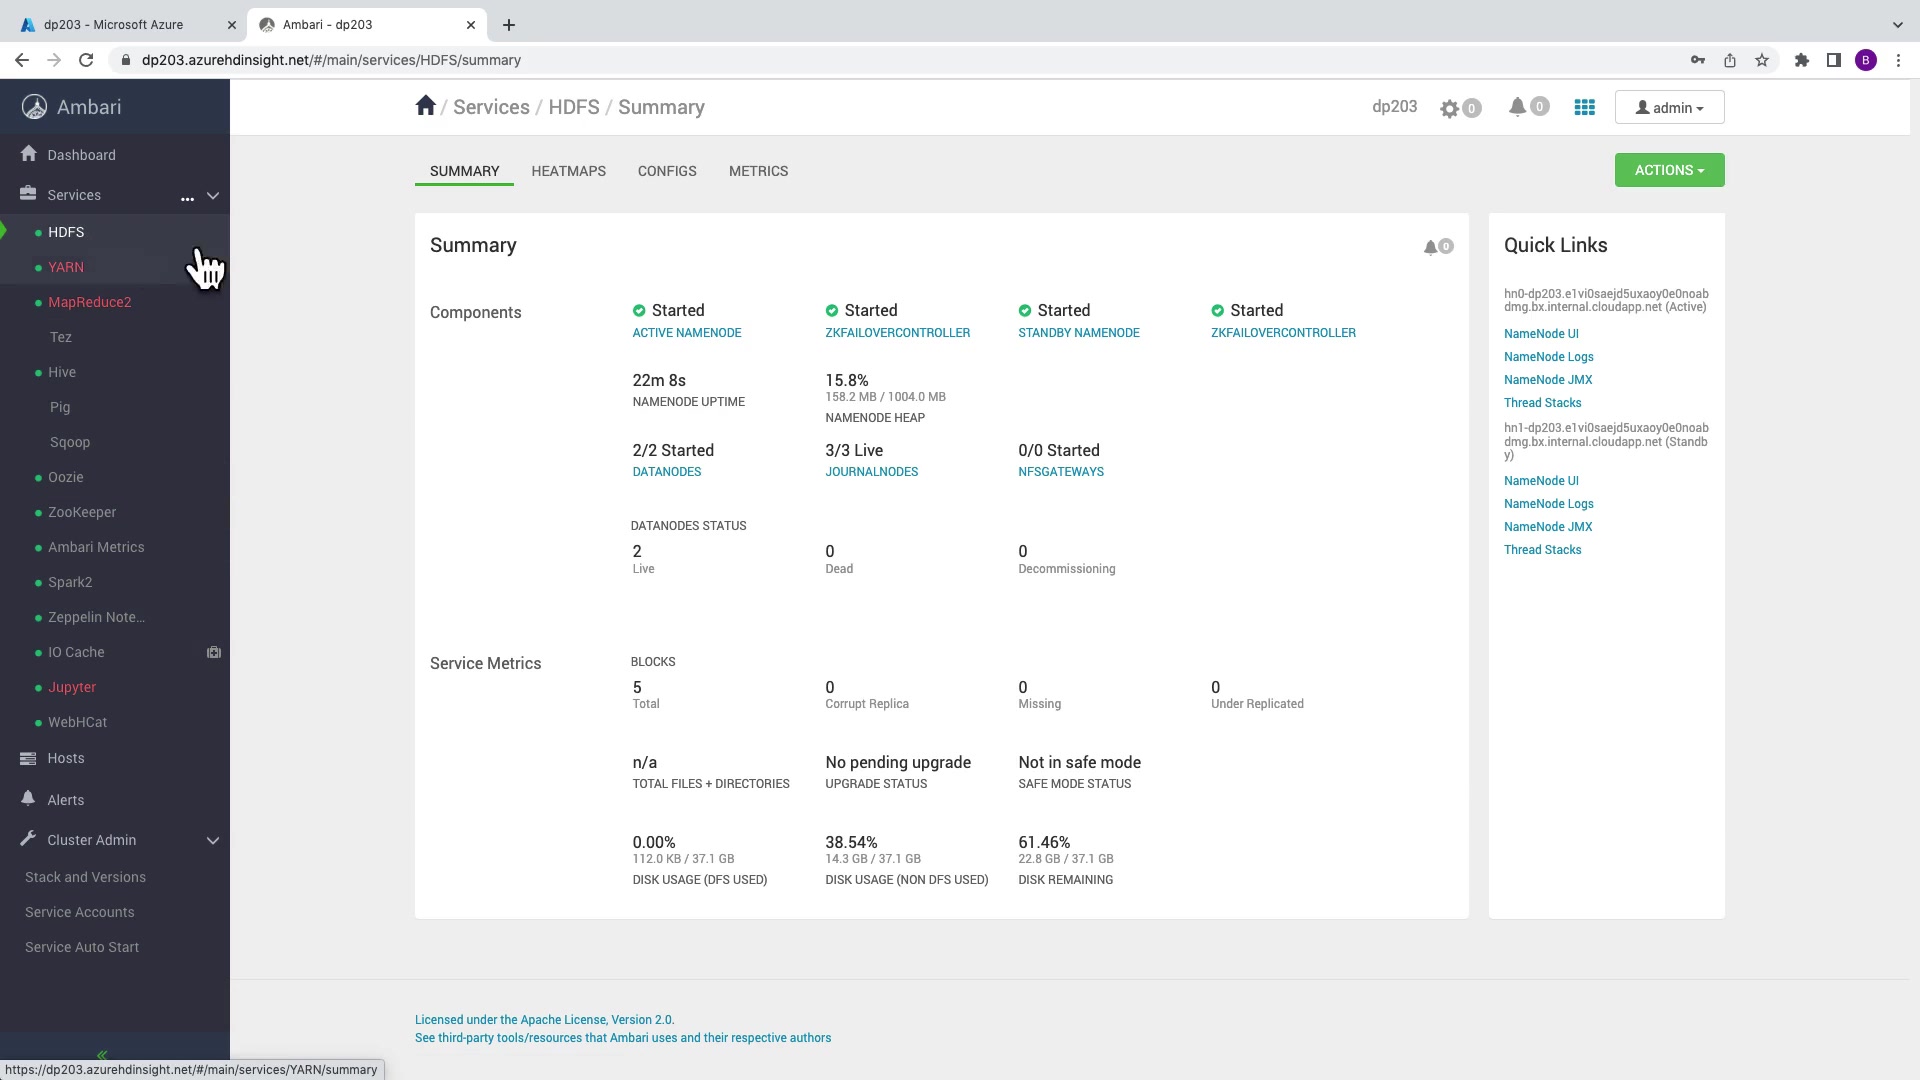 dp203 - Microsoft Azure
Ambari - dp203
dp203.azurehdinsight.net/#/main/services/HDFS/summary
B
Ambari
Dashboard
Services
...
HDFS
YARN
MapReduce2
Tez
Hive
Pig
Sqoop
Oozie
ZooKeeper
Ambari Metrics
Spark2
Zeppelin Note...
IO Cache
Jupyter
WebHCat
Hosts
Alerts
Cluster Admin
Stack and Versions
Service Accounts
Service Auto Start
https://dp203.azurehdinsight.net/#/main/services/YARN/summary
/ Services / HDFS / Summary
dp203 0 0 admin
SUMMARY HEATMAPS CONFIGS METRICS
ACTIONS
Summary
0
Components
Started Started Started Started
ACTIVE NAMENODE ZKFAILOVERCONTROLLER STANDBY NAMENODE ZKFAILOVERCONTROLLER
22m 8s 15.8%
158.2 MB / 1004.0 MB
NAMENODE UPTIME
NAMENODE HEAP
2/2 Started 3/3 Live 0/0 Started
DATANODES JOURNALNODES NFSGATEWAYS
DATANODES STATUS
2 0 0
Live Dead Decommissioning
Service Metrics
BLOCKS
5 0 0 0
Total Corrupt Replica Missing Under Replicated
n/a No pending upgrade Not in safe mode
TOTAL FILES + DIRECTORIES UPGRADE STATUS SAFE MODE STATUS
0.00% 38.54% 61.46%
112.0 KB / 37.1 GB 14.3 GB / 37.1 GB 22.8 GB / 37.1 GB
DISK USAGE (DFS USED) DISK USAGE (NON DFS USED) DISK REMAINING
Quick Links
hn0-dp203.e1vi0saejd5uxaoy0e0noab
dmg.bx.internal.cloudapp.net (Active)
NameNode UI
NameNode Logs
NameNode JMX
Thread Stacks
hn1-dp203.e1vi0saejd5uxaoy0e0noab
dmg.bx.internal.cloudapp.net (Standb
y)
NameNode UI
NameNode Logs
NameNode JMX
Thread Stacks
Licensed under the Apache License, Version 2.0.
See third-party tools/resources that Ambari uses and their respective authors